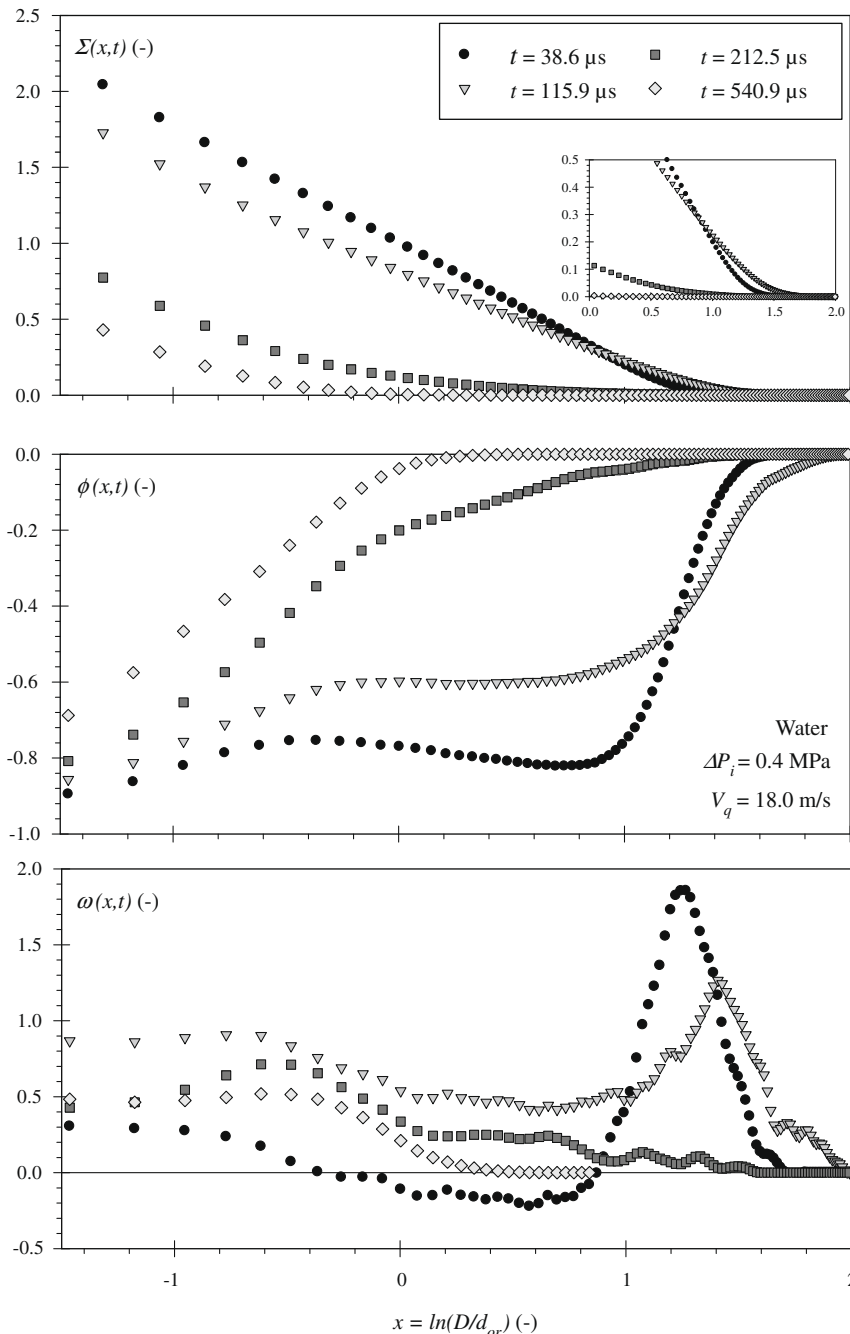 2.5
Σ(x,t) (-)
t = 38.6 µs
t = 212.5 µs
t = 115.9 µs
t = 540.9 µs
2.0
1.5
1.0
0.5
0.0
0.5
0.4
0.3
0.2
0.1
0.0
0.0 0.5 1.0 1.5 2.0
0.0
ϕ(x,t) (-)
-0.2
-0.4
-0.6
-0.8
-1.0
Water
ΔP_i = 0.4 MPa
V_q = 18.0 m/s
2.0
ω(x,t) (-)
1.5
1.0
0.5
0.0
-0.5
-1 0 1 2
x = ln(D/d_or) (-)